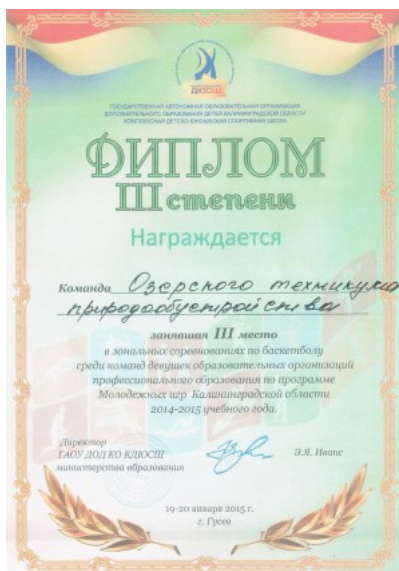 ДЮСШ
ГОСУДАРСТВЕННАЯ АВТОНОМНАЯ ОБРАЗОВАТЕЛЬНАЯ ОРГАНИЗАЦИЯ
ДОПОЛНИТЕЛЬНОГО ОБРАЗОВАНИЯ ДЕТЕЙ КАЛИНИНГРАДСКОЙ ОБЛАСТИ
КОМПЛЕКСНАЯ ДЕТСКО-ЮНОШЕСКАЯ СПОРТИВНАЯ ШКОЛА
ДИПЛОМ
III степени
Награждается
Команда Озерского техникума
природообустройства
занявшая III место
в зональных соревнованиях по баскетболу
среди команд девушек образовательных организаций
профессионального образования по программе
Молодежных игр Калининградской области
2014-2015 учебного года.
Директор
ГАОУ ДОД КО КДЮСШ
министерства образования
Э.Я. Иванс
19-20 января 2015 г.
г. Гусев